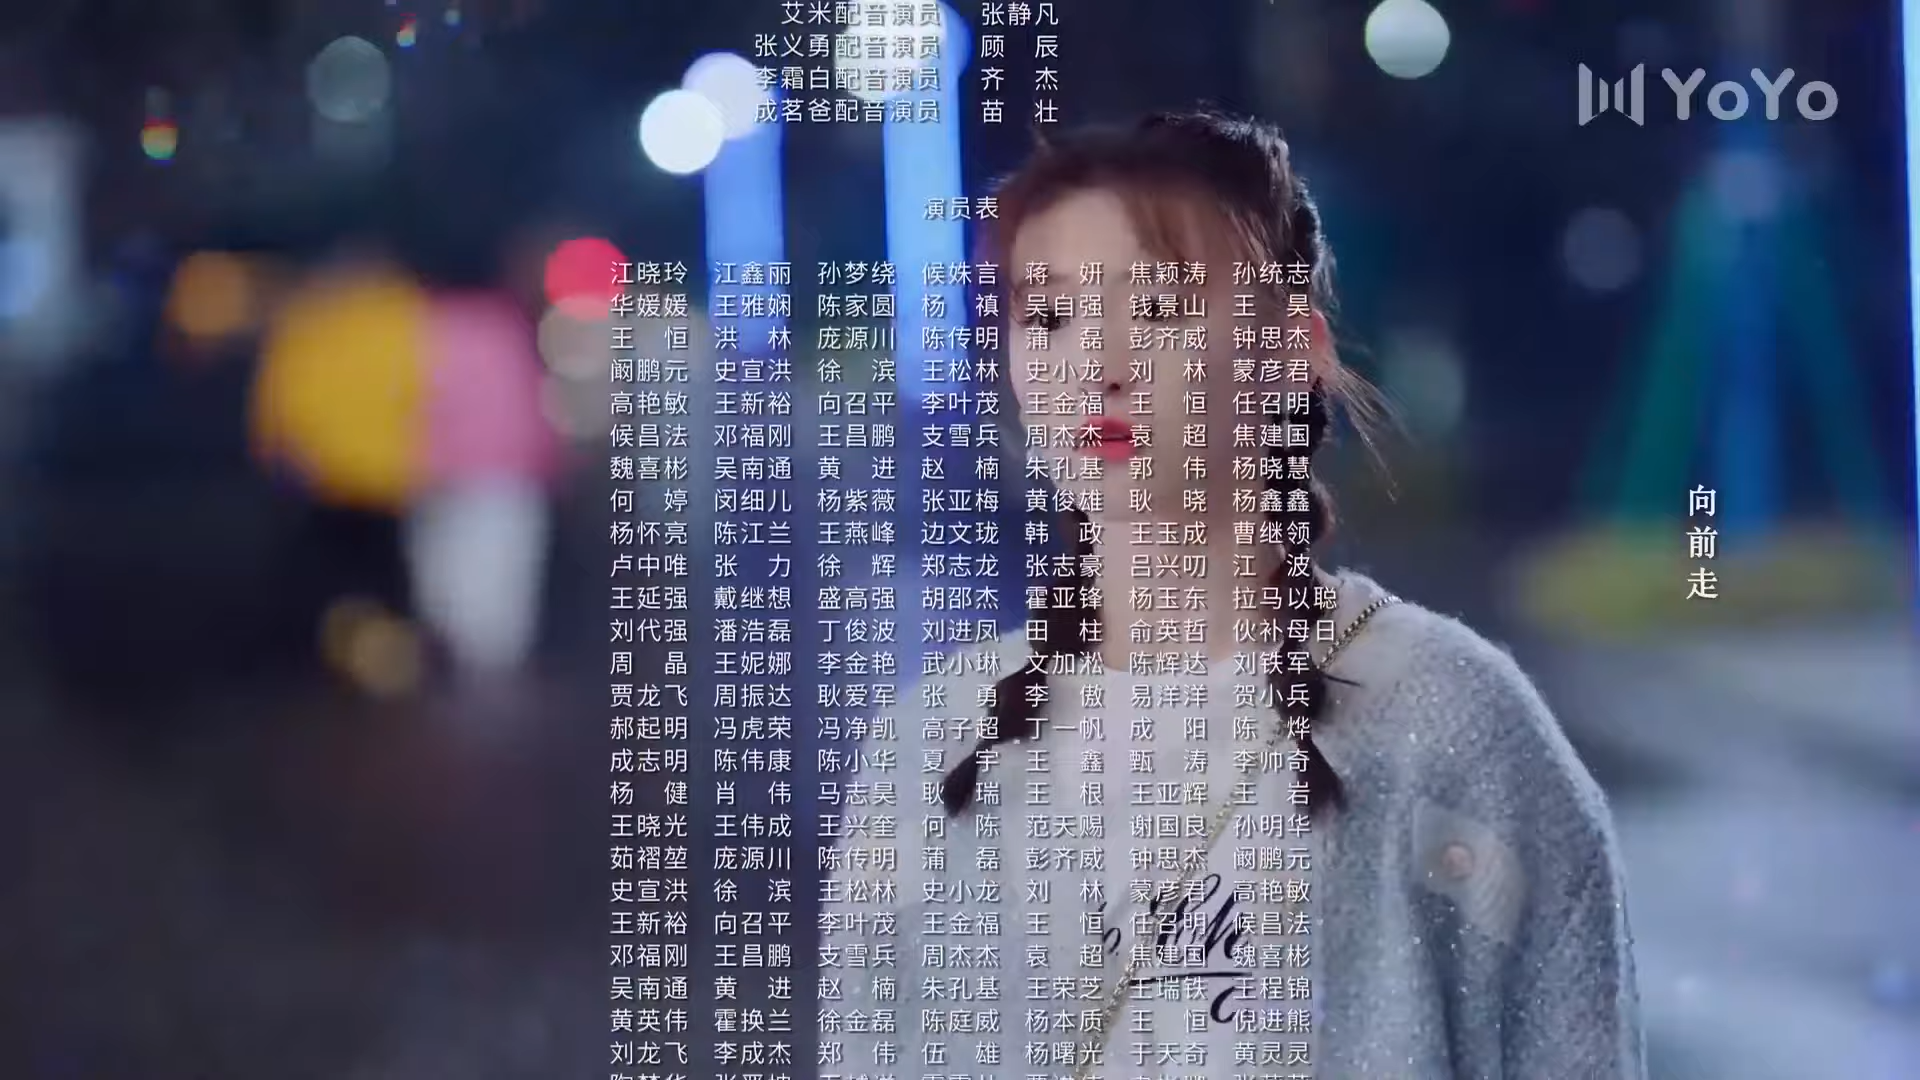 艾米配音演员 张静凡
张义勇配音演员 顾 辰
李霜白配音演员 齐 杰
成茗爸配音演员 苗 壮
YoYo
演员表
江晓玲 江鑫丽 孙梦绕 候姝言 蒋 妍 焦颖涛 孙统志
华媛媛 王雅娴 陈家圆 杨 禛 吴自强 钱景山 王 昊
王 恒 洪 林 庞源川 陈传明 蒲 磊 彭齐威 钟思杰
阚鹏元 史宣洪 徐 滨 王松林 史小龙 刘 林 蒙彦君
高艳敏 王新裕 向召平 李叶茂 王金福 王 恒 任召明
候昌法 邓福刚 王昌鹏 支雪兵 周杰杰 袁 超 焦建国
魏喜彬 吴南通 黄 进 赵 楠 朱孔基 郭 伟 杨晓慧
何 婷 闵细儿 杨紫薇 张亚梅 黄俊雄 耿 晓 杨鑫鑫
杨怀亮 陈江兰 王燕峰 边文珑 韩 政 王玉成 曹继领
卢中唯 张 力 徐 辉 郑志龙 张志豪 吕兴叨 江 波
王延强 戴继想 盛高强 胡邵杰 霍亚锋 杨玉东 拉马以聪
刘代强 潘浩磊 丁俊波 刘进凤 田 柱 俞英哲 伙补母日
周 晶 王妮娜 李金艳 武小琳 文加淞 陈辉达 刘铁军
贾龙飞 周振达 耿爱军 张 勇 李 傲 易洋洋 贺小兵
郝起明 冯虎荣 冯净凯 高子超 丁一帆 成 阳 陈 烨
成志明 陈伟康 陈小华 夏 宇 王 鑫 甄 涛 李帅奇
杨 健 肖 伟 马志昊 耿 瑞 王 根 王亚辉 王 岩
王晓光 王伟成 王兴奎 何 陈 范天赐 谢国良 孙明华
茹褶堃 庞源川 陈传明 蒲 磊 彭齐威 钟思杰 阚鹏元
史宣洪 徐 滨 王松林 史小龙 刘 林 蒙彦君 高艳敏
王新裕 向召平 李叶茂 王金福 王 恒 任召明 候昌法
邓福刚 王昌鹏 支雪兵 周杰杰 袁 超 焦建国 魏喜彬
吴南通 黄 进 赵 楠 朱孔基 王荣芝 王瑞铁 王程锦
黄英伟 霍换兰 徐金磊 陈庭威 杨本质 王 恒 倪进熊
刘龙飞 李成杰 郑 伟 伍 雄 杨曙光 于天奇 黄灵灵
向前走